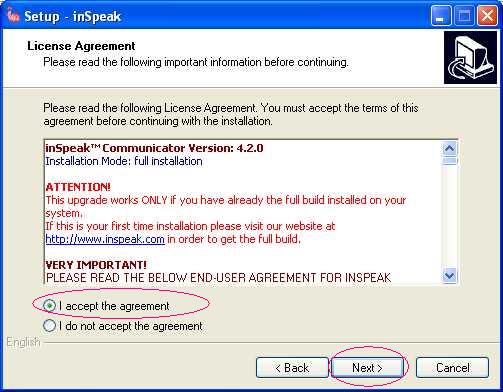 Setup - inSpeak
License Agreement
Please read the following important information before continuing.
Please read the following License Agreement. You must accept the terms of this
agreement before continuing with the installation.
inSpeak™ Communicator Version: 4.2.0
Installation Mode: full installation
ATTENTION!
This upgrade works ONLY if you have already the full build installed on your
system.
If this is your first time installation please visit our website at
http://www.inspeak.com in order to get the full build.
VERY IMPORTANT!
PLEASE READ THE BELOW END-USER AGREEMENT FOR INSPEAK
I accept the agreement
I do not accept the agreement
English
< Back Next > Cancel